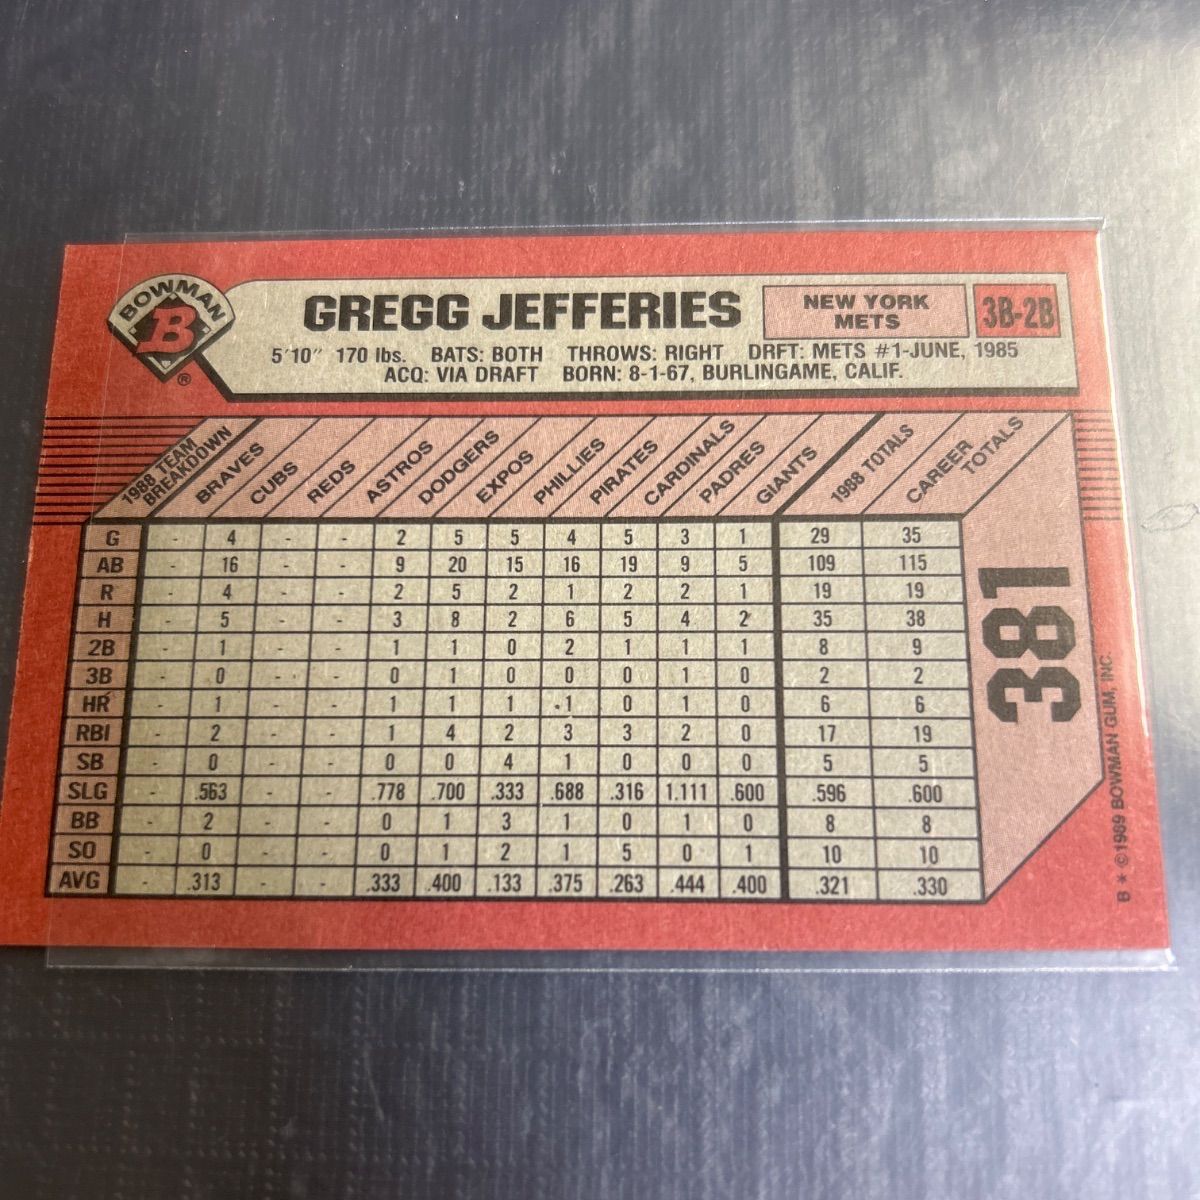 BOWMAN
B
®
GREGG JEFFERIES
NEW YORK
METS
3B-2B
5'10" 170 lbs. BATS: BOTH THROWS: RIGHT DRFT: METS #1-JUNE, 1985
ACQ: VIA DRAFT BORN: 8-1-67, BURLINGAME, CALIF.
1988 TEAM BREAKDOWN BRAVES CUBS REDS ASTROS DODGERS EXPOS PHILLIES PIRATES CARDINALS PADRES GIANTS 1988 TOTALS CAREER TOTALS
G - 4 - - 2 5 5 4 5 3 1 29 35
AB - 16 - - 9 20 15 16 19 9 5 109 115
R - 4 - - 2 5 2 1 2 2 1 19 19
H - 5 - - 3 8 2 6 5 4 2 35 38
2B - 1 - - 1 1 0 2 1 1 1 8 9
3B - 0 - - 0 1 0 0 0 1 0 2 2
HR - 1 - - 1 1 1 1 0 1 0 6 6
RBI - 2 - - 1 4 2 3 3 2 0 17 19
SB - 0 - - 0 0 4 1 0 0 0 5 5
SLG - .563 - - .778 .700 .333 .688 .316 1.111 .600 .596 .600
BB - 2 - - 0 1 3 1 0 1 0 8 8
SO - 0 - - 0 1 2 1 5 0 1 10 10
AVG - .313 - - .333 .400 .133 .375 .263 .444 .400 .321 .330
381
B * ©1989 BOWMAN GUM, INC.